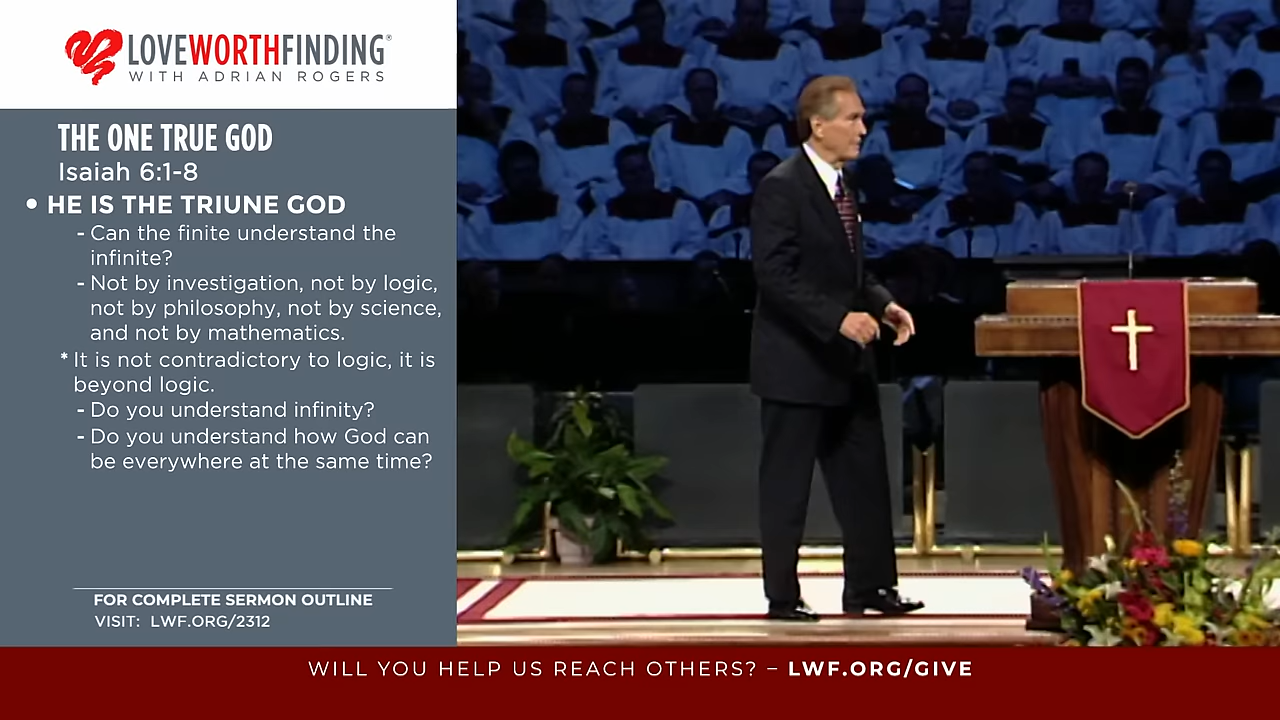 LOVEWORTHFINDING®
WITH ADRIAN ROGERS
THE ONE TRUE GOD
Isaiah 6:1-8
• HE IS THE TRIUNE GOD
- Can the finite understand the
infinite?
- Not by investigation, not by logic,
not by philosophy, not by science,
and not by mathematics.
* It is not contradictory to logic, it is
beyond logic.
- Do you understand infinity?
- Do you understand how God can
be everywhere at the same time?
FOR COMPLETE SERMON OUTLINE
VISIT: LWF.ORG/2312
WILL YOU HELP US REACH OTHERS? – LWF.ORG/GIVE